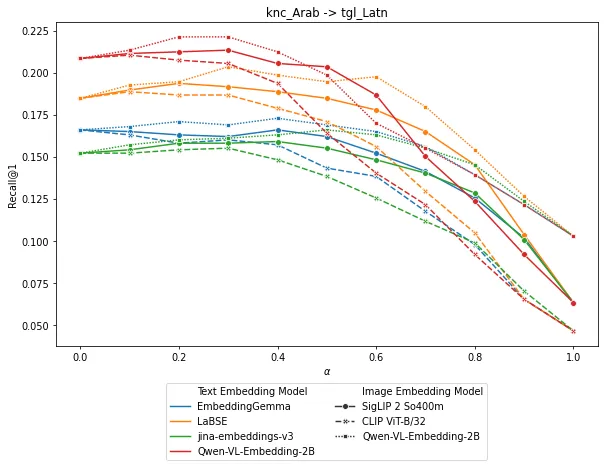 knc_Arab -> tgl_Latn
Recall@1
0.225
0.200
0.175
0.150
0.125
0.100
0.075
0.050
0.0 0.2 0.4 0.6 0.8 1.0
α
Text Embedding Model
EmbeddingGemma
LaBSE
jina-embeddings-v3
Qwen-VL-Embedding-2B
Image Embedding Model
SigLIP 2 So400m
CLIP ViT-B/32
Qwen-VL-Embedding-2B